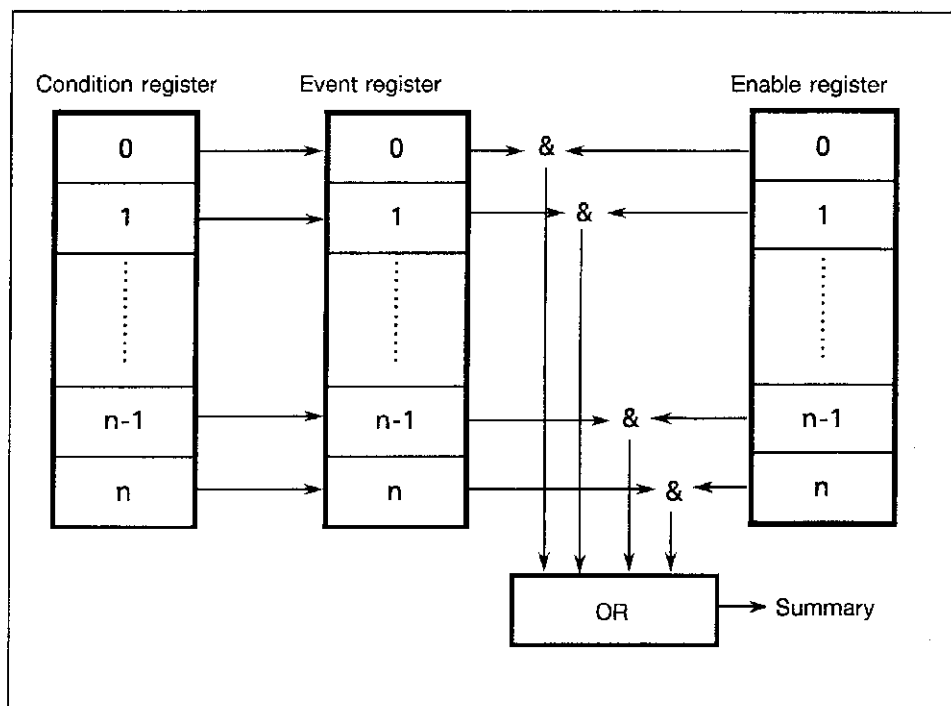 Condition register Event register Enable register
0 0 & 0
1 1 & 1
n-1 n-1 & n-1
n n & n
OR Summary